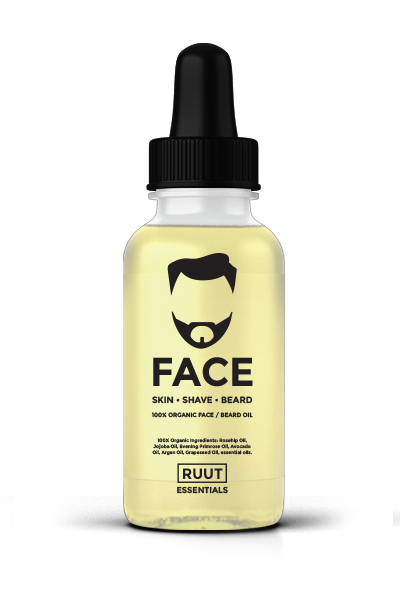 FACE
SKIN • SHAVE • BEARD
100% ORGANIC FACE / BEARD OIL
100% Organic Ingredients: Rosehip Oil,
Jojoba Oil, Evening Primrose Oil, Avocado
Oil, Argan Oil, Grapeseed Oil, essential oils.
RUUT
ESSENTIALS